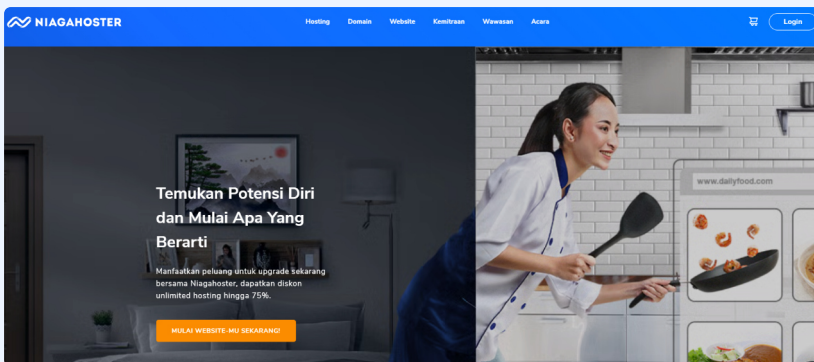 NIAGAHOSTER
Hosting Domain Website Kemitraan Wawasan Acara Login
Temukan Potensi Diri
dan Mulai Apa Yang
Berarti
www.dailyfood.com
Manfaatkan peluang untuk upgrade sekarang
bersama Niagahoster, dapatkan diskon
unlimited hosting hingga 75%.
MULAI WEBSITE-MU SEKARANG!